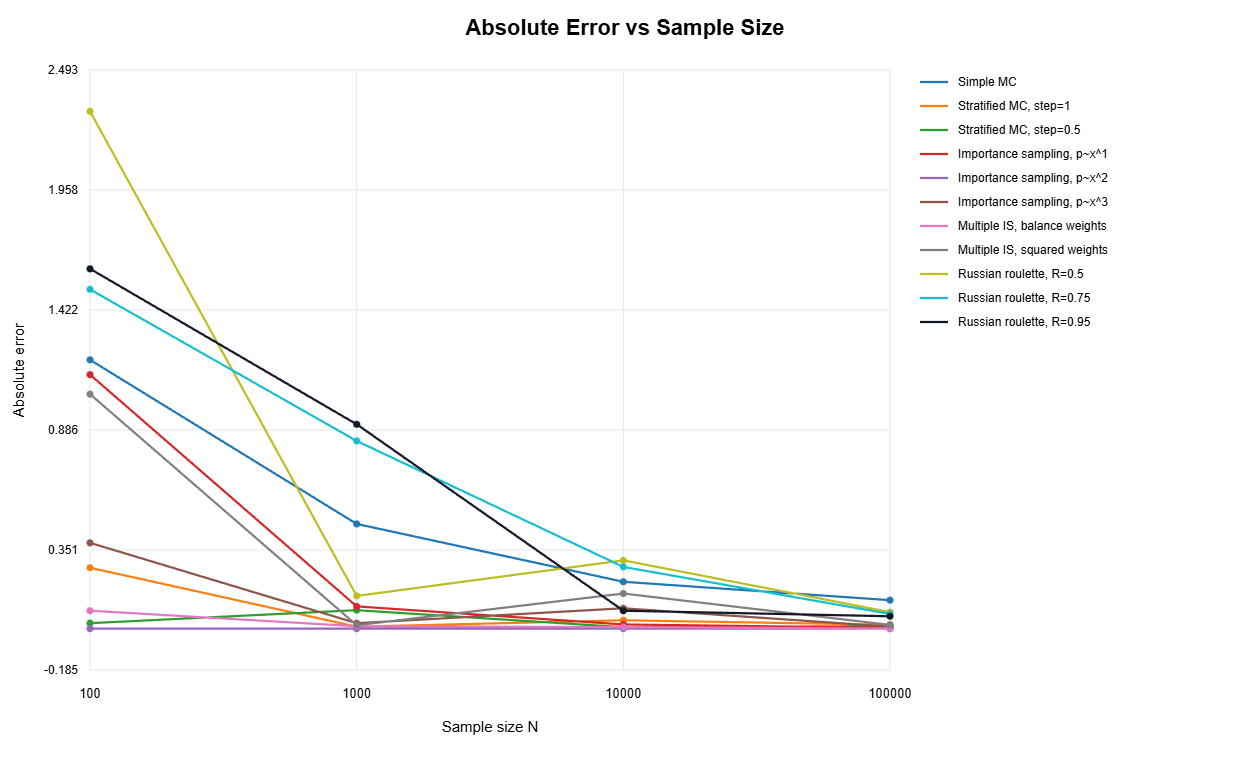 Absolute Error vs Sample Size
2.493
1.958
1.422
0.886
0.351
-0.185
Absolute error
100
1000
10000
100000
Sample size N
Simple MC
Stratified MC, step=1
Stratified MC, step=0.5
Importance sampling, p~x^1
Importance sampling, p~x^2
Importance sampling, p~x^3
Multiple IS, balance weights
Multiple IS, squared weights
Russian roulette, R=0.5
Russian roulette, R=0.75
Russian roulette, R=0.95